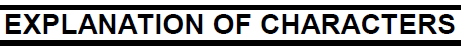 EXPLANATION OF CHARACTERS